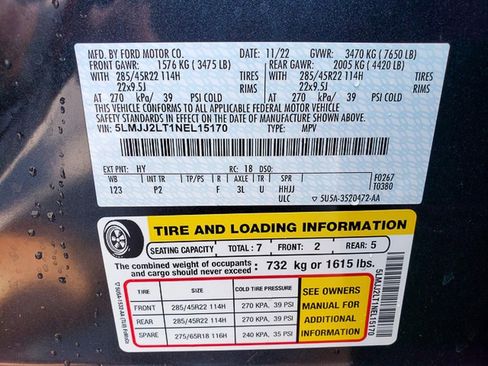 MFD. BY FORD MOTOR CO. 11/22 GVWR: 3470 KG (7650 LB)
FRONT GAWR: 1576 KG (3475 LB) REAR GAWR: 2005 KG (4420 LB)
WITH 285/45R22 114H TIRES WITH 285/45R22 114H TIRES
22x9.5J RIMS 22x9.5J RIMS
AT 270 kPa/ 39 PSI COLD AT 270 kPa/ 39 PSI COLD
THIS VEHICLE CONFORMS TO ALL APPLICABLE FEDERAL MOTOR VEHICLE
SAFETY STANDARDS IN EFFECT ON THE DATE OF MANUFACTURE SHOWN ABOVE.
VIN: 5LMJJ2LT1NEL15170 TYPE: MPV
EXT PNT: HY RC: 18 DSO:
WB INT TR TP/PS R AXLE TR SPR F0267
123 P2 F 3L U HHJJ T0380
ULC ▽ 5U5A-3520472-AA
TIRE AND LOADING INFORMATION
SEATING CAPACITY TOTAL: 7 FRONT: 2 REAR: 5
The combined weight of occupants and cargo should never exceed: 732 kg or 1615 lbs.
TIRE SIZE COLD TIRE PRESSURE
FRONT 285/45R22 114H 270 KPA, 39 PSI
REAR 285/45R22 114H 270 KPA, 39 PSI
SPARE 275/65R18 116H 240 KPA, 35 PSI
SEE OWNERS
MANUAL FOR
ADDITIONAL
INFORMATION
5LMJJ2LT1NEL15170